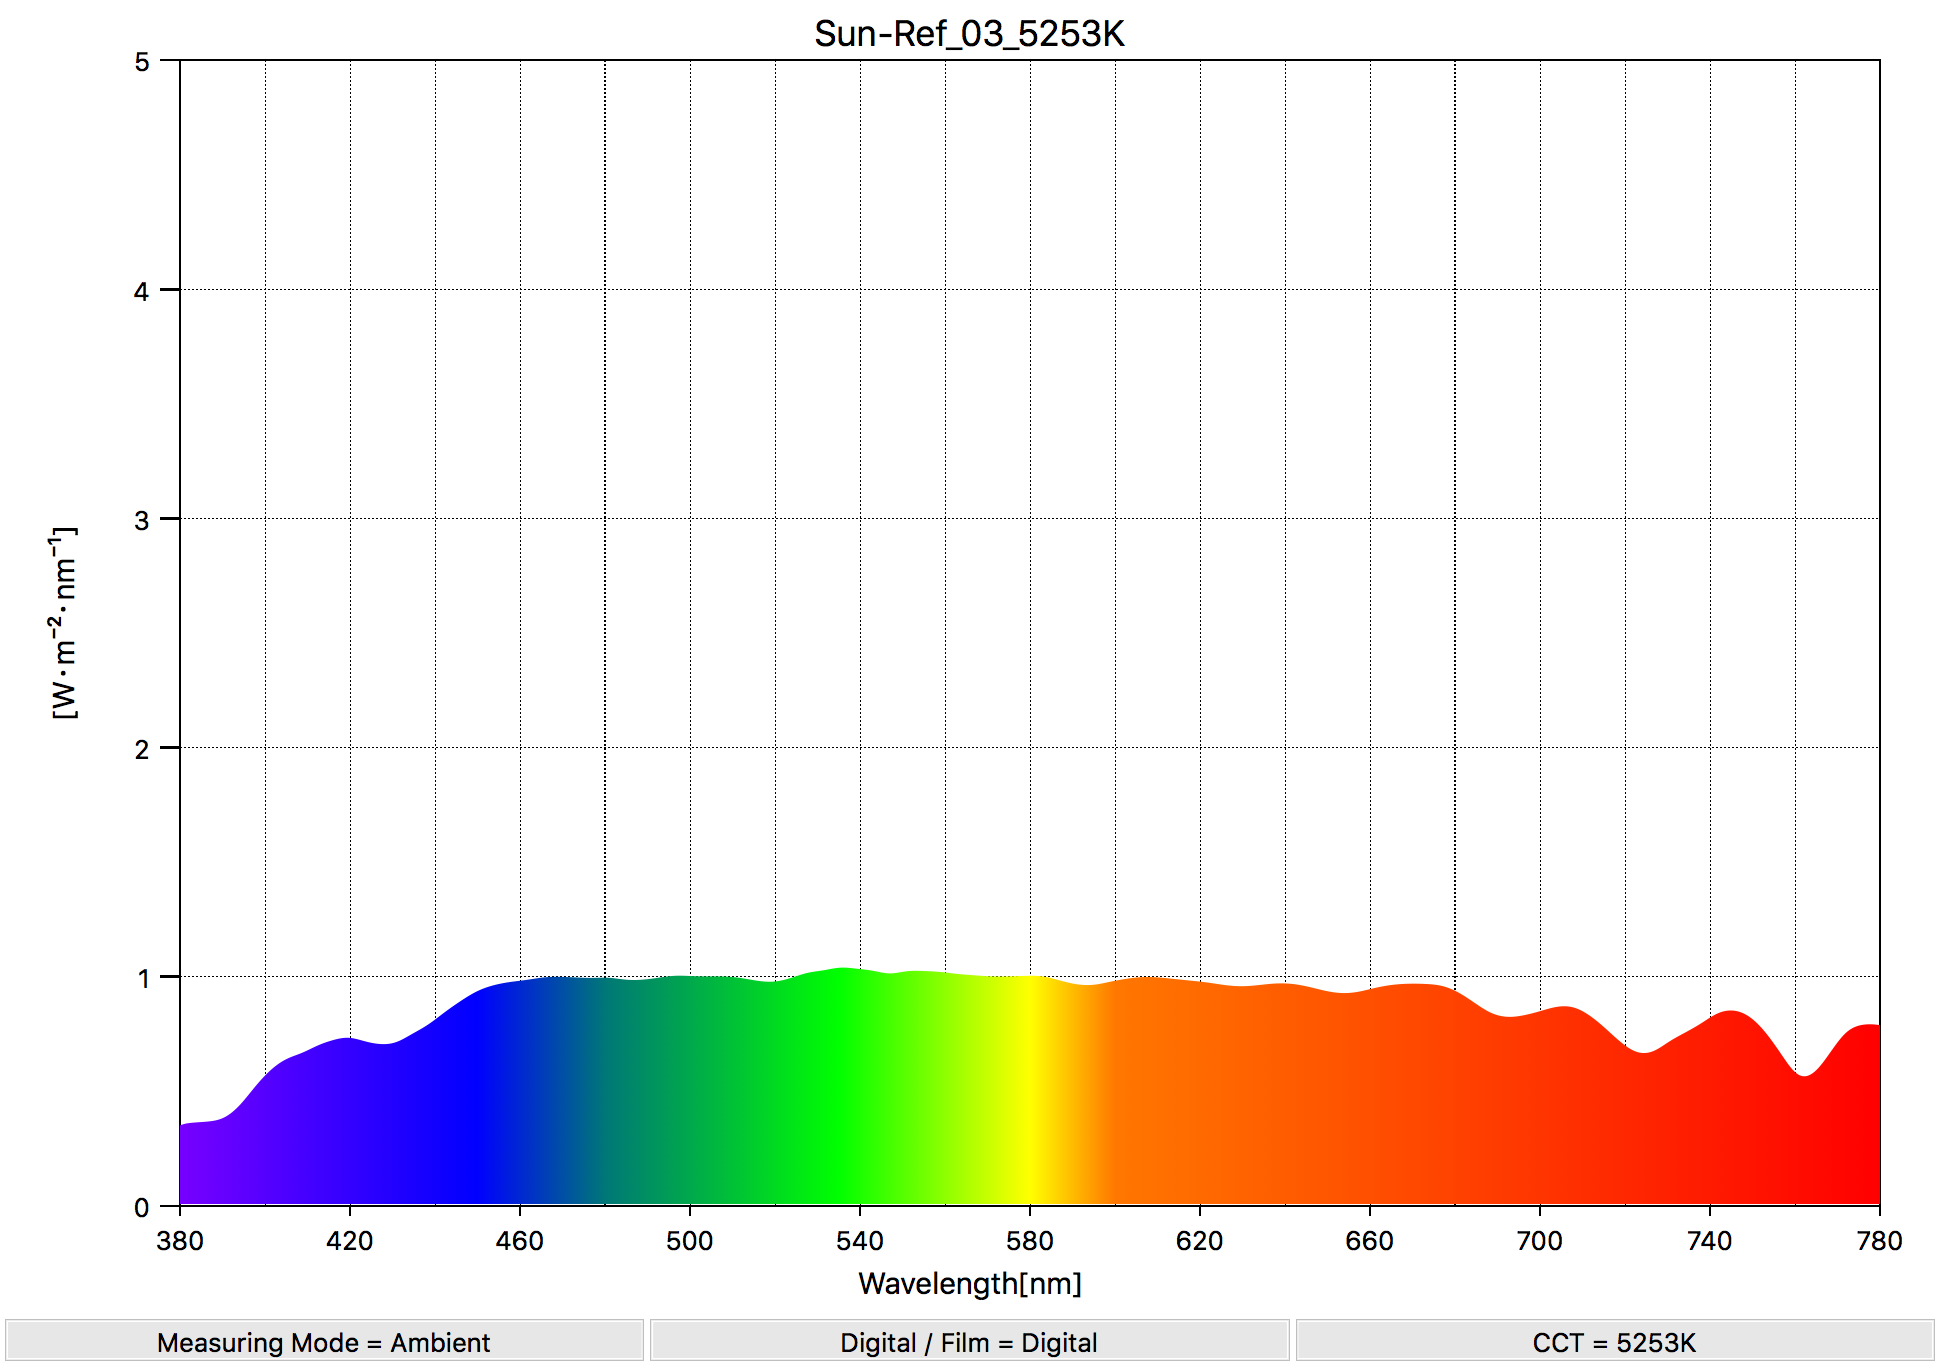 Sun-Ref_03_5253K
5
4
3
2
1
0
[W·m⁻²·nm⁻¹]
380 420 460 500 540 580 620 660 700 740 780
Wavelength[nm]
Measuring Mode = Ambient
Digital / Film = Digital
CCT = 5253K